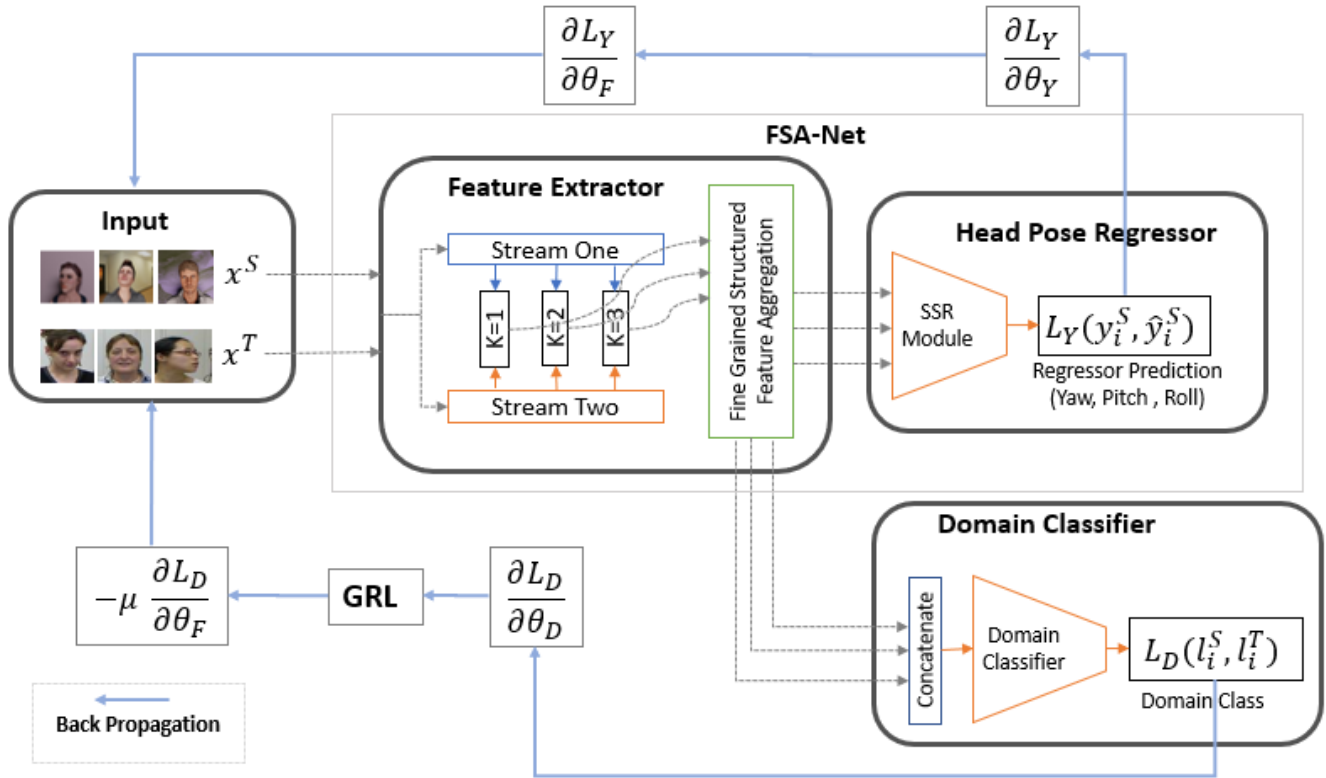 ∂L_Y
∂θ_F
∂L_Y
∂θ_Y
FSA-Net
Input
x^S
x^T
Feature Extractor
Stream One
K=1
K=2
K=3
Stream Two
Fine Grained Structured
Feature Aggregation
Head Pose Regressor
SSR
Module
L_Y(y_i^S, ŷ_i^S)
Regressor Prediction
(Yaw, Pitch , Roll)
Domain Classifier
Concatenate
Domain
Classifier
L_D(l_i^S, l_i^T)
Domain Class
−μ ∂L_D
∂θ_F
GRL
∂L_D
∂θ_D
Back Propagation